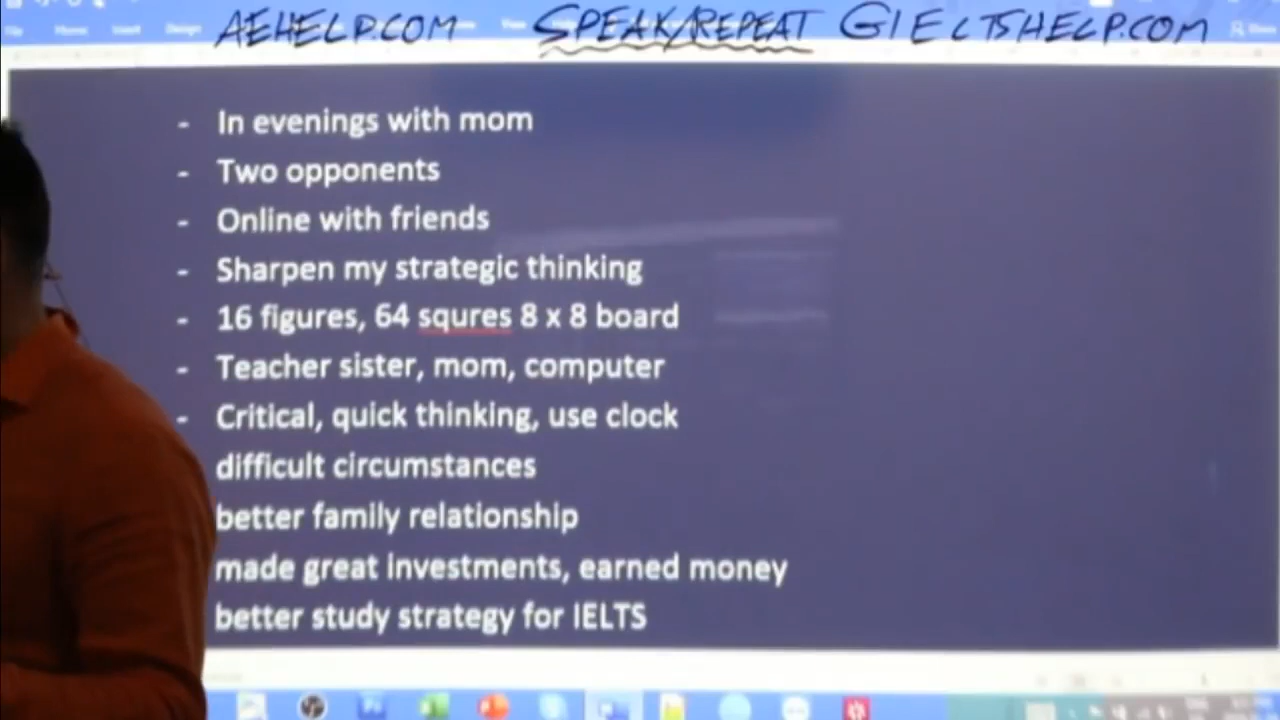 AEHELP.COM SPEAK/REPEAT GIELTSHELP.COM
- In evenings with mom
- Two opponents
- Online with friends
- Sharpen my strategic thinking
- 16 figures, 64 squres 8 x 8 board
- Teacher sister, mom, computer
- Critical, quick thinking, use clock
difficult circumstances
better family relationship
made great investments, earned money
better study strategy for IELTS